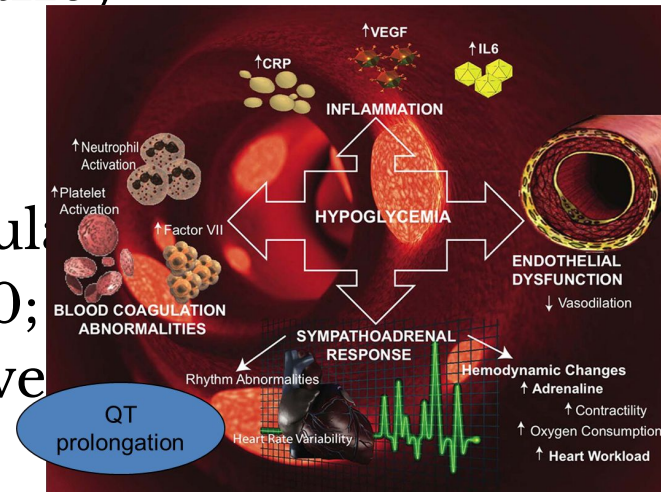 ↑VEGF
↑CRP
↑IL6
INFLAMMATION
↑Neutrophil
Activation
↑Platelet
Activation
↑Factor VII
HYPOGLYCEMIA
BLOOD COAGULATION
ABNORMALITIES
ENDOTHELIAL
DYSFUNCTION
↓ Vasodilation
SYMPATHOADRENAL
RESPONSE
Rhythm Abnormalities
Heart Rate Variability
Hemodynamic Changes
↑ Adrenaline
↑ Contractility
↑ Oxygen Consumption
↑ Heart Workload
QT
prolongation
0;